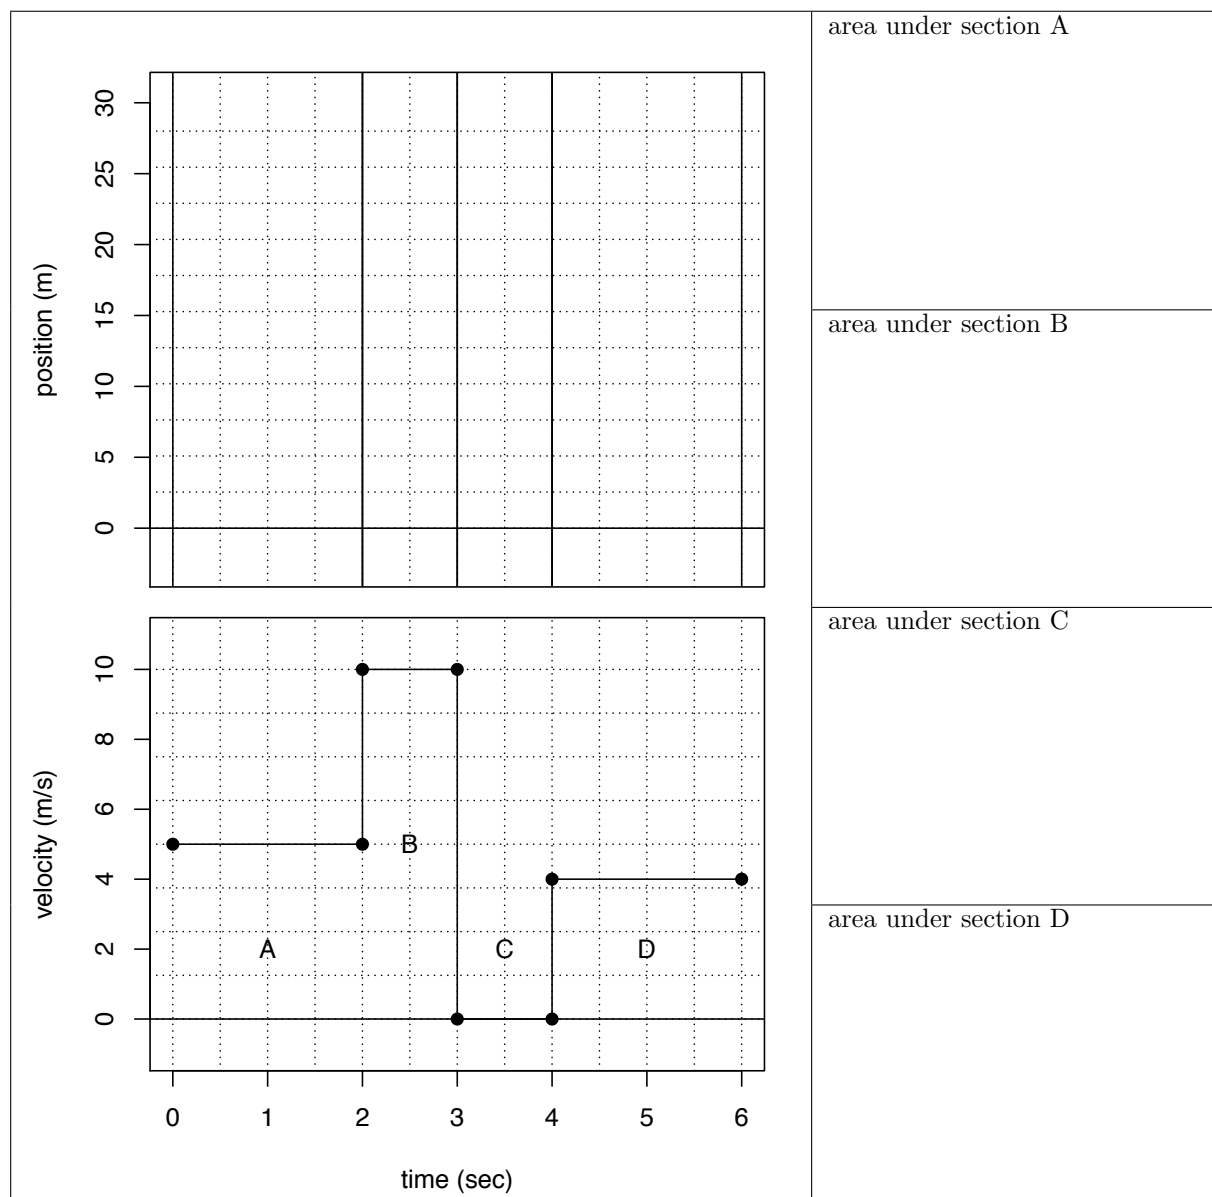 area under section A
30
25
20
15
10
5
0
position (m)
area under section B
area under section C
10
8
6
4
2
0
velocity (m/s)
B
A
C
D
area under section D
0 1 2 3 4 5 6
time (sec)